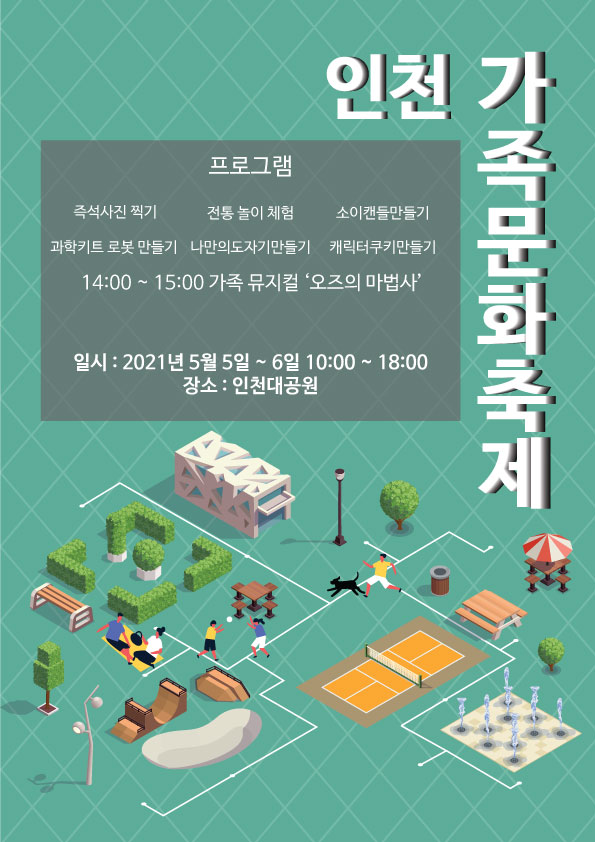 인천
가족문화축제
프로그램
즉석사진 찍기 전통 놀이 체험 소이캔들만들기
과학키트 로봇 만들기 나만의도자기만들기 캐릭터쿠키만들기
14:00 ~ 15:00 가족 뮤지컬 ‘오즈의 마법사’
일시 : 2021년 5월 5일 ~ 6일 10:00 ~ 18:00
장소 : 인천대공원